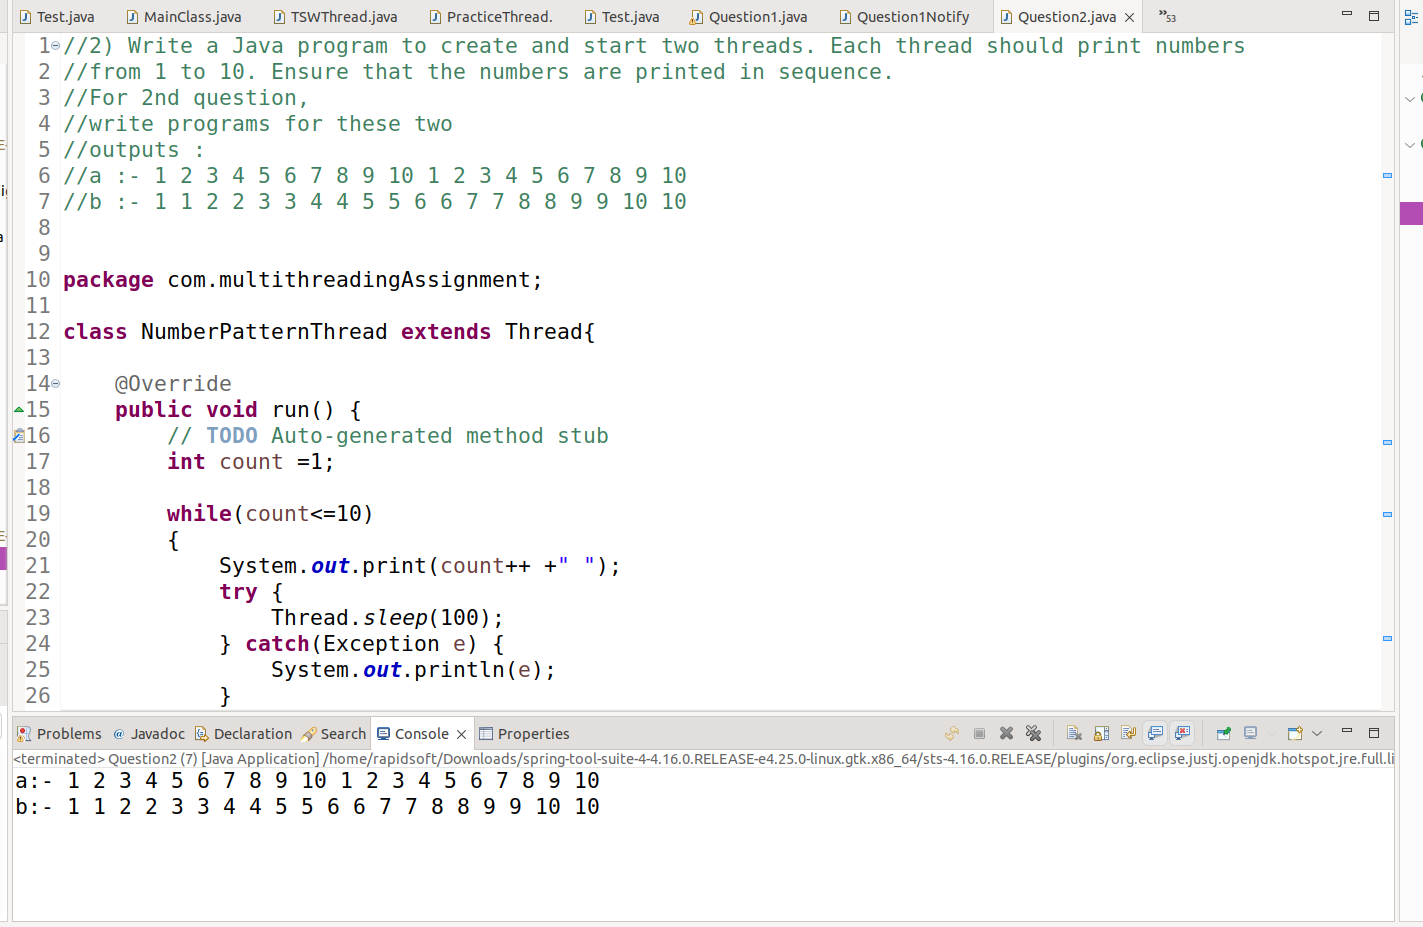 Test.java MainClass.java TSWThread.java PracticeThread. Test.java Question1.java Question1Notify Question2.java »53
1 //2) Write a Java program to create and start two threads. Each thread should print numbers
2 //from 1 to 10. Ensure that the numbers are printed in sequence.
3 //For 2nd question,
4 //write programs for these two
5 //outputs :
6 //a :- 1 2 3 4 5 6 7 8 9 10 1 2 3 4 5 6 7 8 9 10
7 //b :- 1 1 2 2 3 3 4 4 5 5 6 6 7 7 8 8 9 9 10 10
8
9
10 package com.multithreadingAssignment;
11
12 class NumberPatternThread extends Thread{
13
14 @Override
15 public void run() {
16 // TODO Auto-generated method stub
17 int count =1;
18
19 while(count<=10)
20 {
21 System.out.print(count++ +" ");
22 try {
23 Thread.sleep(100);
24 } catch(Exception e) {
25 System.out.println(e);
26 }
Problems Javadoc Declaration Search Console Properties
<terminated> Question2 (7) [Java Application] /home/rapidsoft/Downloads/spring-tool-suite-4-4.16.0.RELEASE-e4.25.0-linux.gtk.x86_64/sts-4.16.0.RELEASE/plugins/org.eclipse.justj.openjdk.hotspot.jre.full.li
a:- 1 2 3 4 5 6 7 8 9 10 1 2 3 4 5 6 7 8 9 10
b:- 1 1 2 2 3 3 4 4 5 5 6 6 7 7 8 8 9 9 10 10